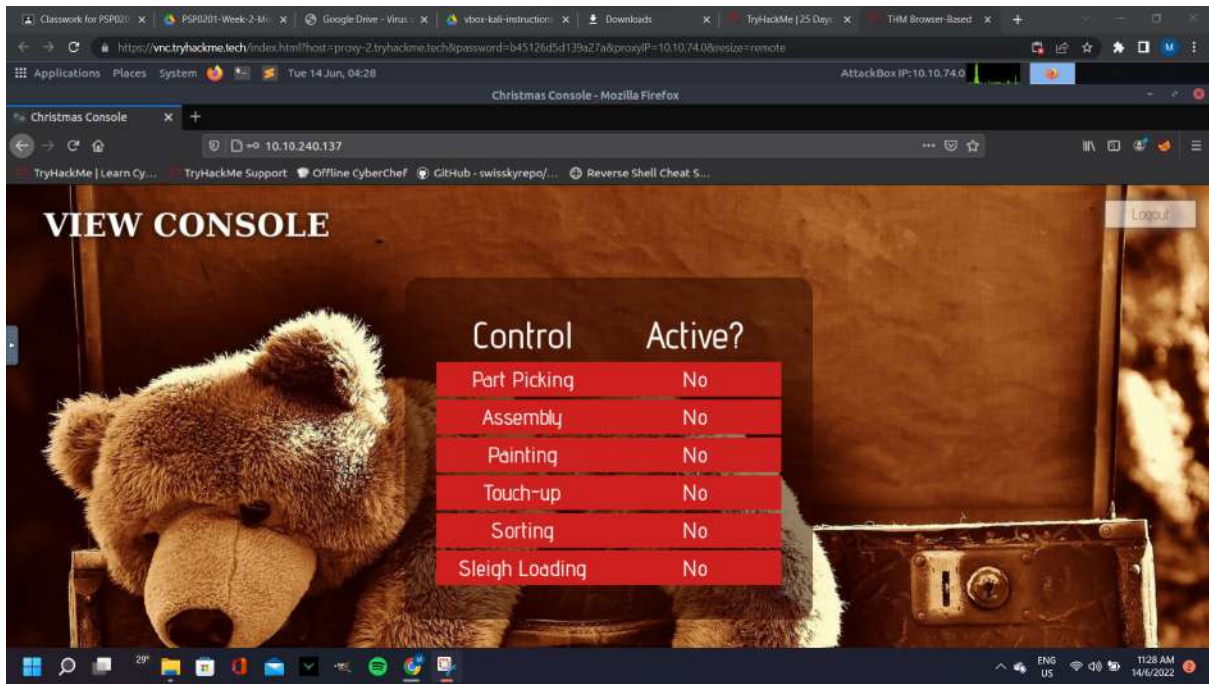 Classwork for PSP020
PSP0201-Week-2-Mo
Google Drive - Virus
vbox-kali-instruction
Downloads
TryHackMe | 25 Days
THM Browser-Based
https://vnc.tryhackme.tech/index.html?host=proxy-2.tryhackme.tech&password=b45126d5d139a27a&proxyIP=10.10.74.0&resize=remote
Applications Places System Tue 14 Jun, 04:28 AttackBox IP:10.10.74.0
Christmas Console - Mozilla Firefox
Christmas Console
10.10.240.137
TryHackMe | Learn Cy... TryHackMe Support Offline CyberChef GitHub - swisskyrepo/... Reverse Shell Cheat S...
VIEW CONSOLE
Logout
Control Active?
Part Picking No
Assembly No
Painting No
Touch-up No
Sorting No
Sleigh Loading No
29°
ENG
US
11:28 AM
14/6/2022